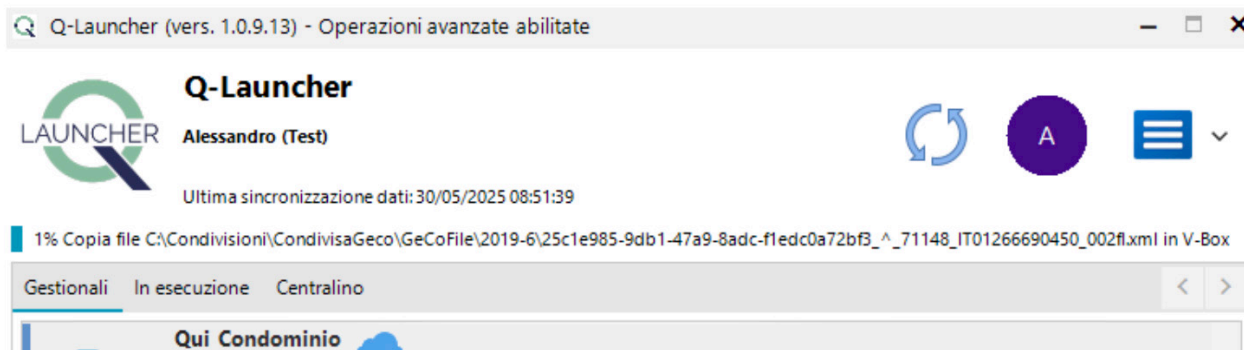 Q-Launcher (vers. 1.0.9.13) - Operazioni avanzate abilitate
Q-Launcher
LAUNCHER
Alessandro (Test)
A
Ultima sincronizzazione dati: 30/05/2025 08:51:39
1% Copia file C:\Condivisioni\CondivisaGeco\GeCoFile\2019-6\25c1e985-9db1-47a9-8adc-f1edc0a72bf3_^_71148_IT01266690450_002fl.xml in V-Box
Gestionali In esecuzione Centralino
Qui Condominio